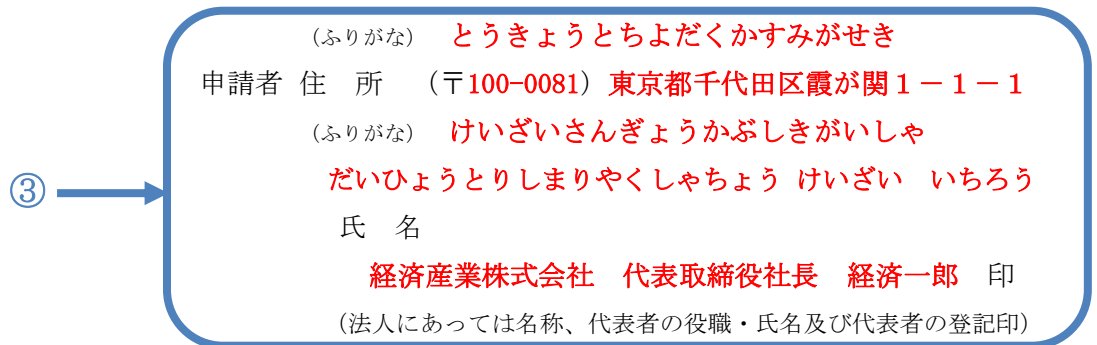 （ふりがな）　とうきょうとちよだくかすみがせき
申請者 住　所　（〒100-0081）東京都千代田区霞が関１－１－１
（ふりがな）　けいざいさんぎょうかぶしきがいしゃ
③
だいひょうとりしまりやくしゃちょう けいざい　いちろう
氏　名
経済産業株式会社　代表取締役社長　経済一郎　印
（法人にあっては名称、代表者の役職・氏名及び代表者の登記印）